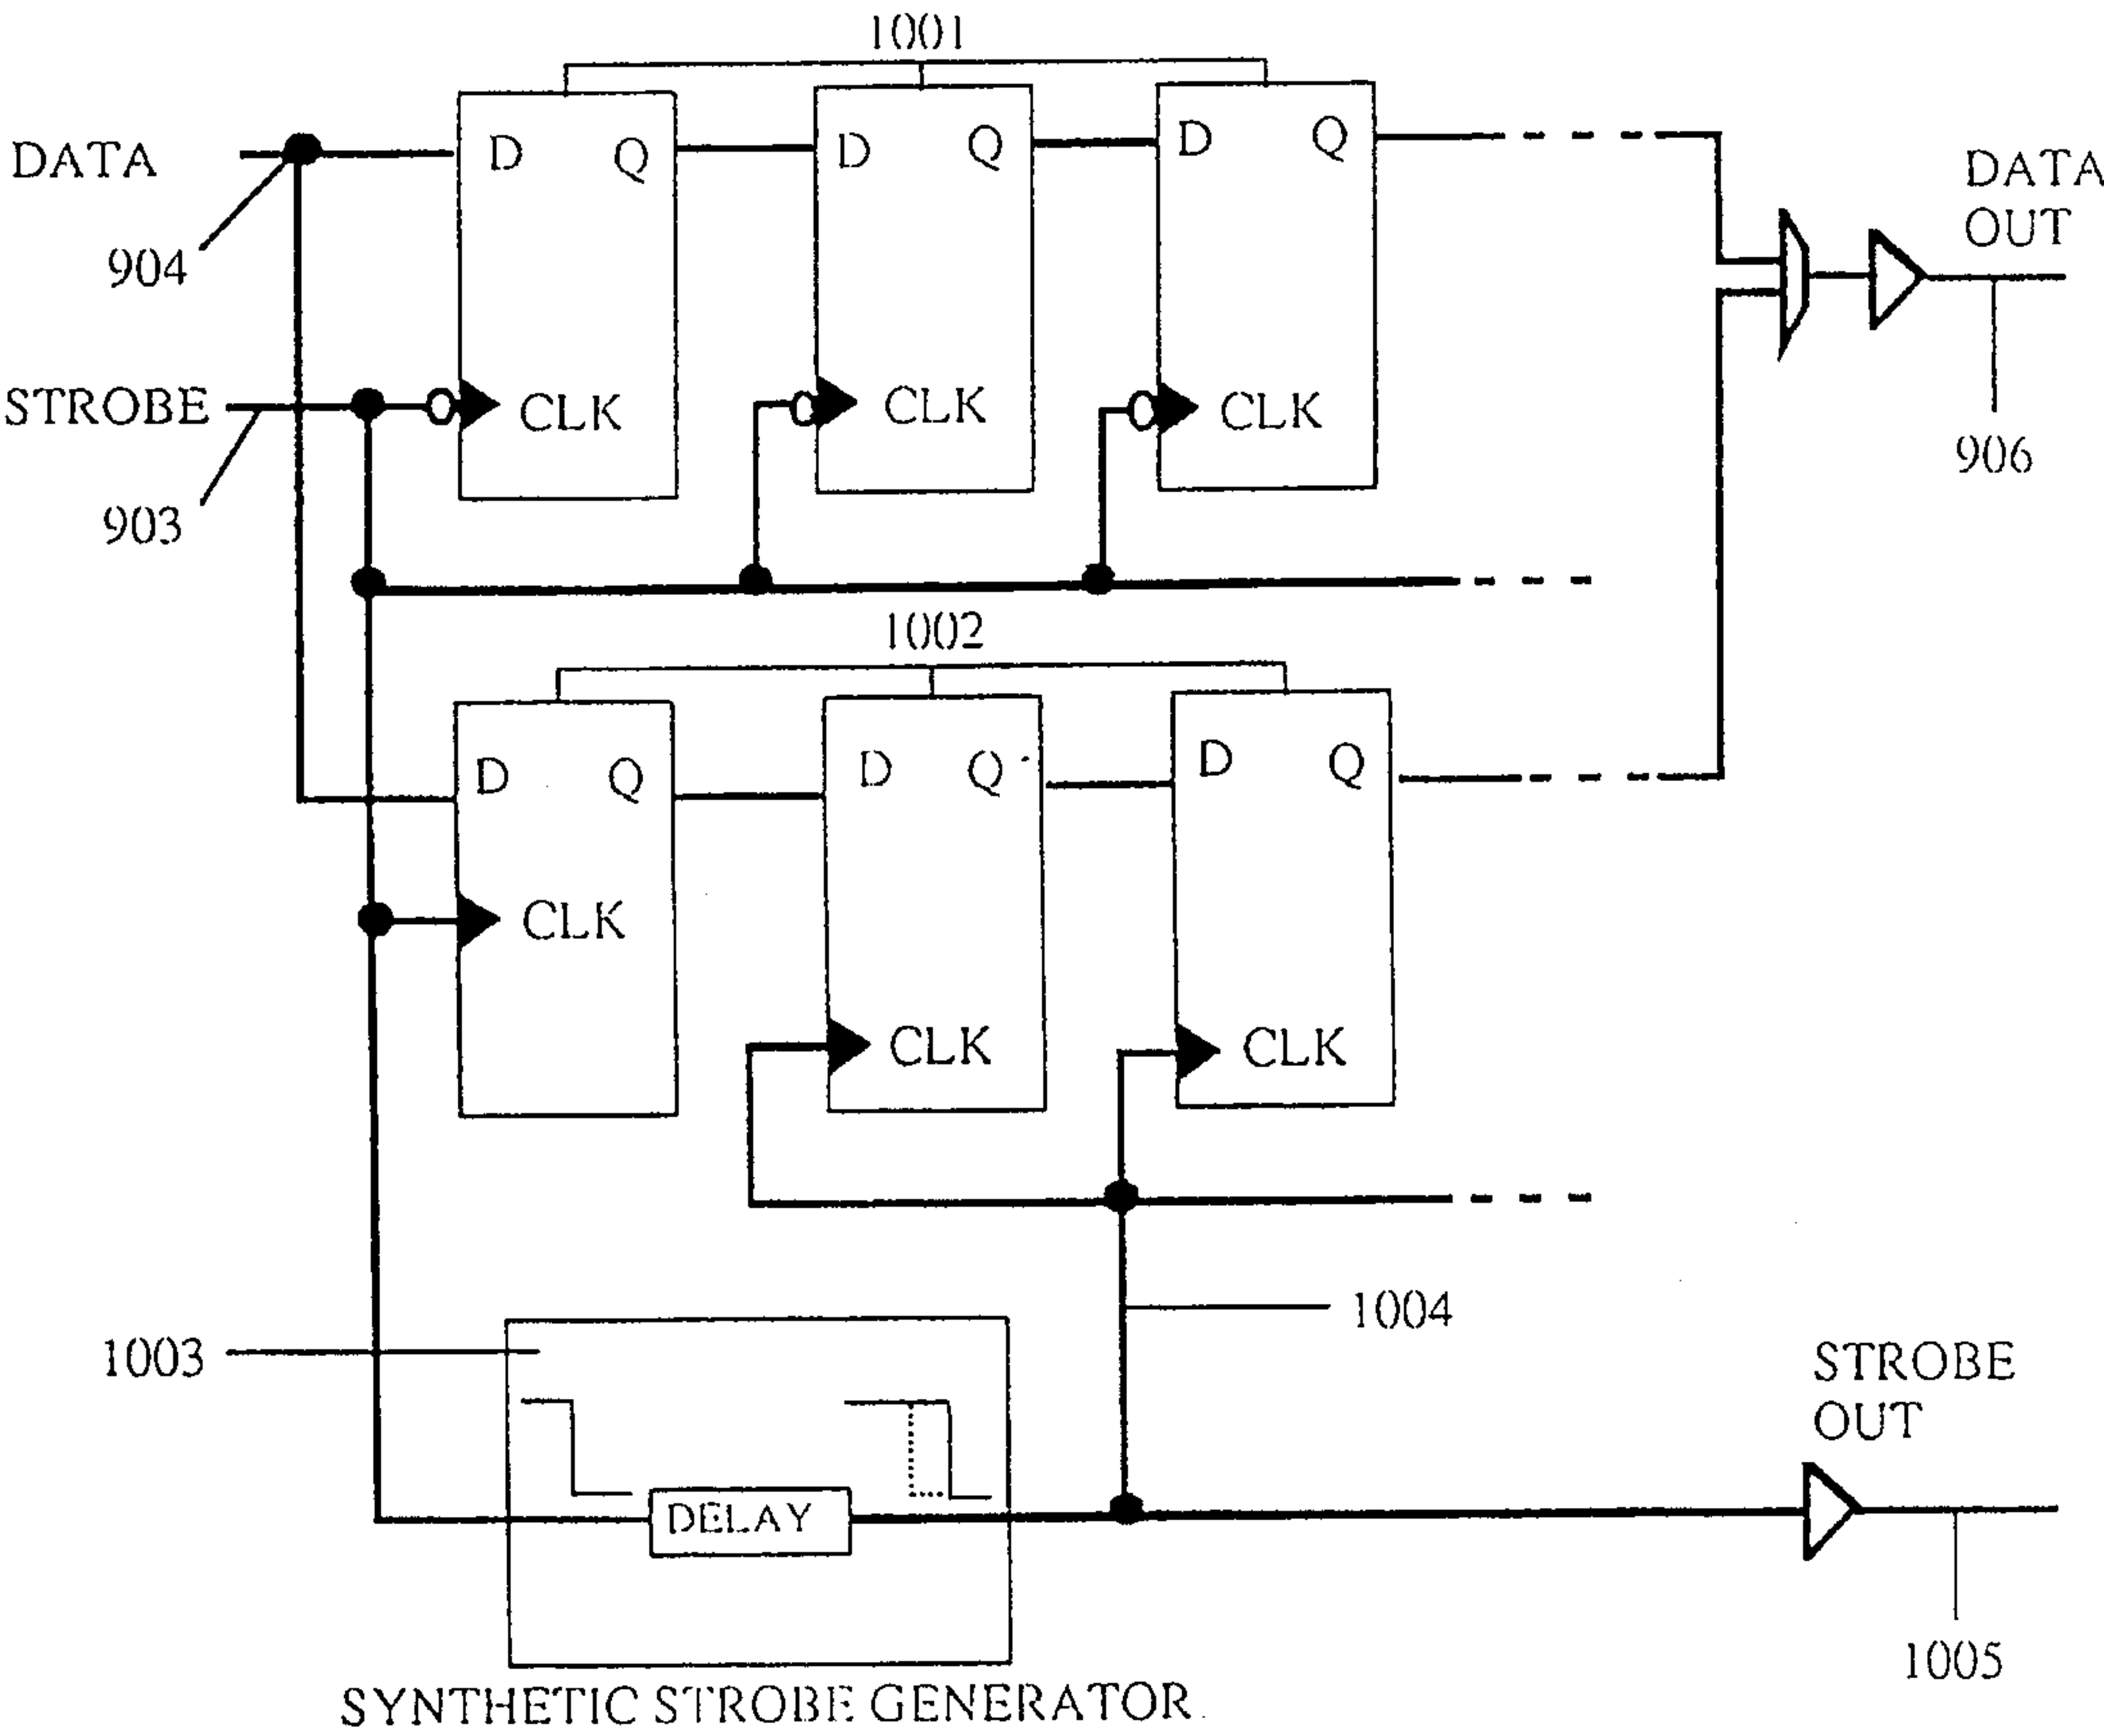 1001
DATA
D Q
D Q
D Q
DATA
OUT
904
STROBE
CLK
CLK
CLK
906
903
1002
D Q
D Q
D Q
CLK
CLK
CLK
1004
1003
STROBE
OUT
DELAY
1005
SYNTHETIC STROBE GENERATOR